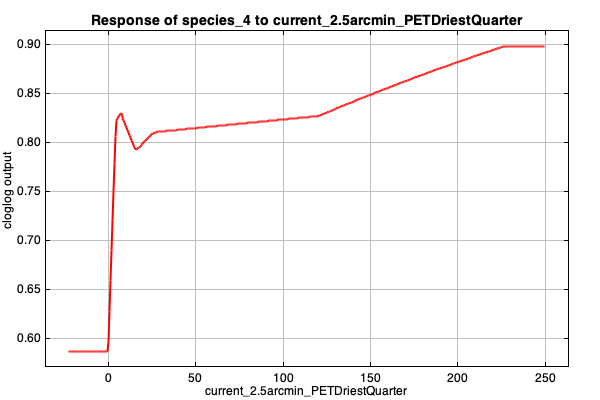 Response of species_4 to current_2.5arcmin_PETDriestQuarter
0.90
0.85
0.80
0.75
0.70
0.65
0.60
cloglog output
0 50 100 150 200 250
current_2.5arcmin_PETDriestQuarter